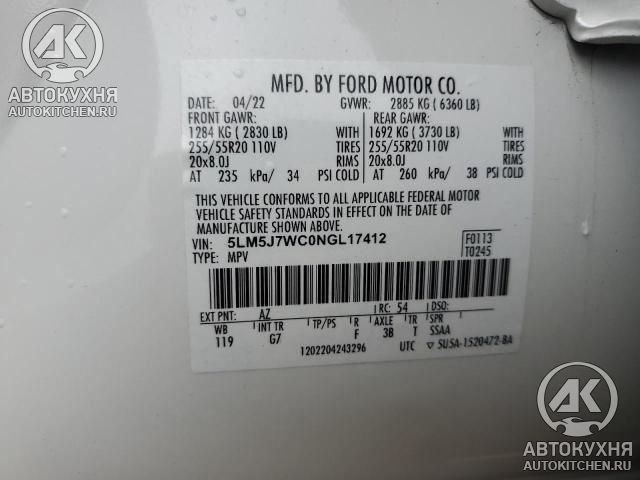 AK
АВТОКУХНЯ
AUTOKITCHEN.RU
MFD. BY FORD MOTOR CO.
DATE: 04/22 GVWR: 2885 KG ( 6360 LB)
FRONT GAWR: REAR GAWR:
1284 KG ( 2830 LB) WITH 1692 KG ( 3730 LB) WITH
255/55R20 110V TIRES 255/55R20 110V TIRES
20x8.0J RIMS 20x8.0J RIMS
AT 235 kPa/ 34 PSI COLD AT 260 kPa/ 38 PSI COLD
THIS VEHICLE CONFORMS TO ALL APPLICABLE FEDERAL MOTOR
VEHICLE SAFETY STANDARDS IN EFFECT ON THE DATE OF
MANUFACTURE SHOWN ABOVE.
VIN: 5LM5J7WC0NGL17412 F0113
TYPE: MPV T0245
EXT PNT: AZ RC: 54 DSO:
WB INT TR TP/PS R AXLE TR SPR
119 G7 F 3B T SSAA
1202204243296 UTC 5U5A-1520472-BA
AK
АВТОКУХНЯ
AUTOKITCHEN.RU